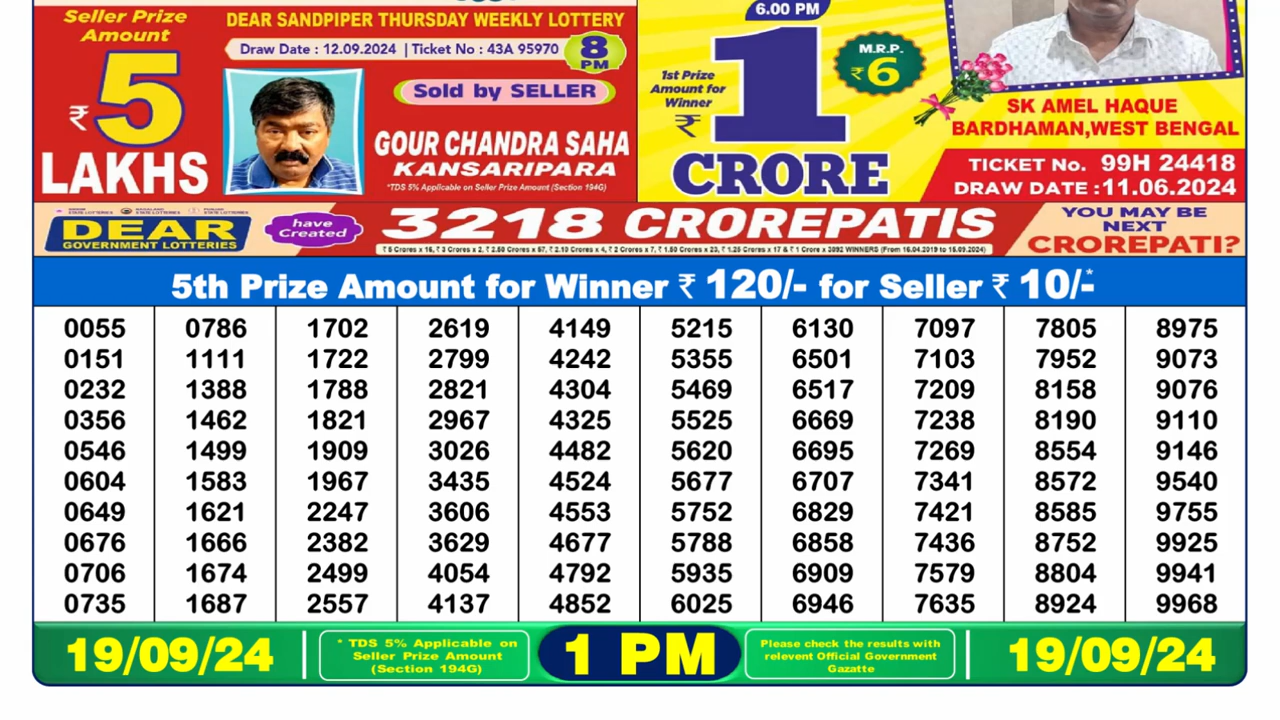 Seller Prize
Amount
₹5
LAKHS
DEAR SANDPIPER THURSDAY WEEKLY LOTTERY
Draw Date : 12.09.2024 | Ticket No : 43A 95970
8
PM
Sold by SELLER
GOUR CHANDRA SAHA
KANSARIPARA
*TDS 5% Applicable on Seller Prize Amount (Section 194G)
6.00 PM
1st Prize
Amount for
Winner
₹
1
CRORE
M.R.P.
₹6
SK AMEL HAQUE
BARDHAMAN,WEST BENGAL
TICKET No. 99H 24418
DRAW DATE :11.06.2024
DEAR
GOVERNMENT LOTTERIES
have
Created
3218 CROREPATIS
YOU MAY BE
NEXT
CROREPATI?
5th Prize Amount for Winner ₹ 120/- for Seller ₹ 10/-*
0055 0786 1702 2619 4149 5215 6130 7097 7805 8975
0151 1111 1722 2799 4242 5355 6501 7103 7952 9073
0232 1388 1788 2821 4304 5469 6517 7209 8158 9076
0356 1462 1821 2967 4325 5525 6669 7238 8190 9110
0546 1499 1909 3026 4482 5620 6695 7269 8554 9146
0604 1583 1967 3435 4524 5677 6707 7341 8572 9540
0649 1621 2247 3606 4553 5752 6829 7421 8585 9755
0676 1666 2382 3629 4677 5788 6858 7436 8752 9925
0706 1674 2499 4054 4792 5935 6909 7579 8804 9941
0735 1687 2557 4137 4852 6025 6946 7635 8924 9968
19/09/24
* TDS 5% Applicable on
Seller Prize Amount
(Section 194G)
1 PM
Please check the results with
relevent Official Government
Gazatte
19/09/24